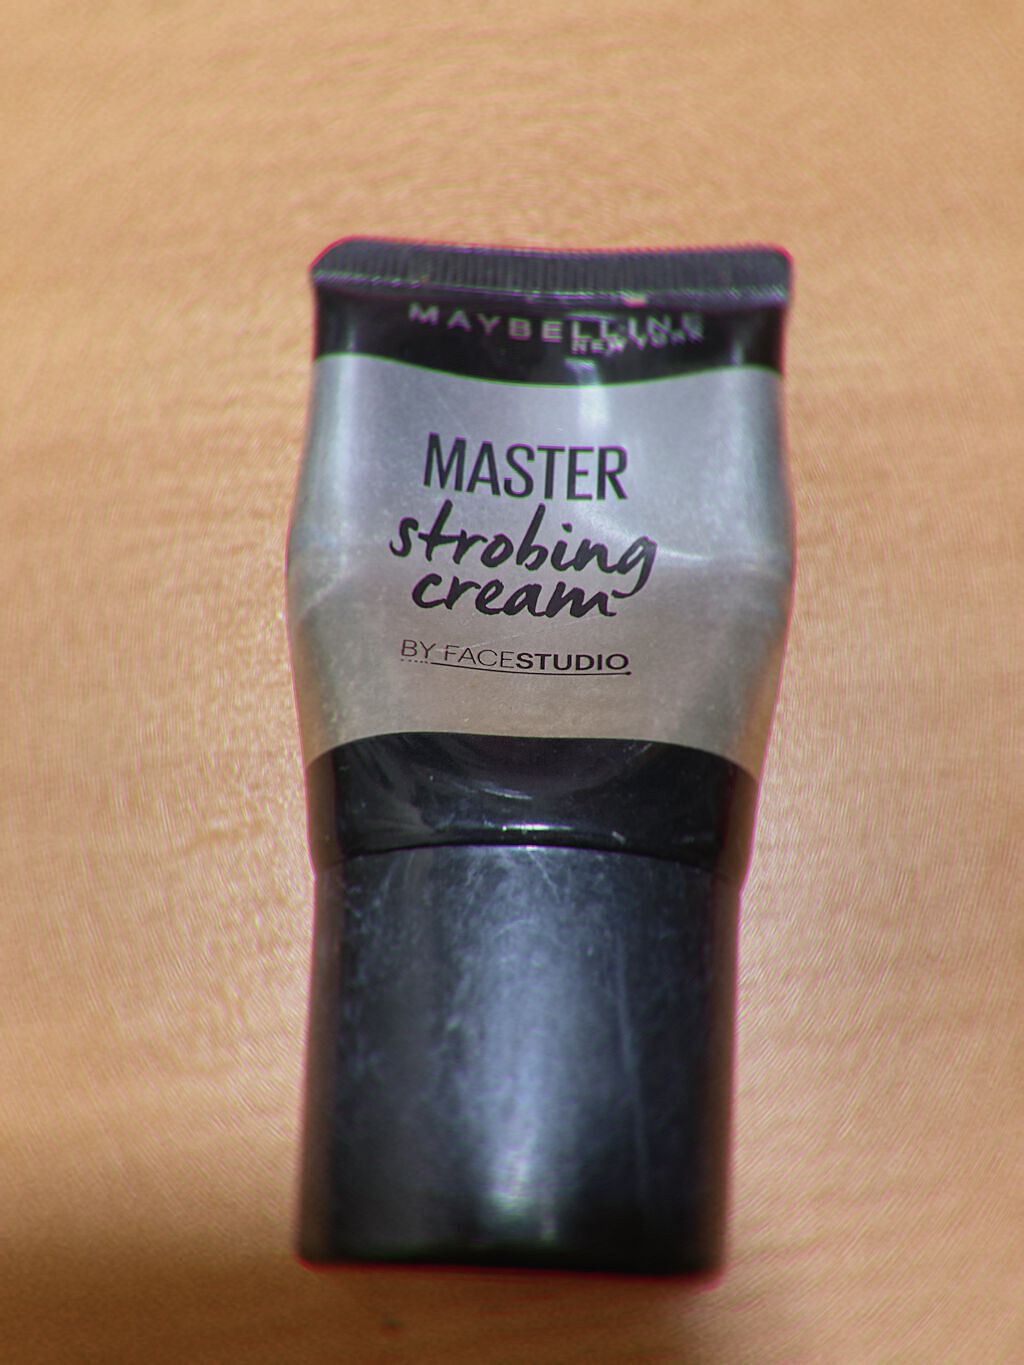 MAYBELLINE
NEW YORK
MASTER
strobing
cream
BY FACESTUDIO